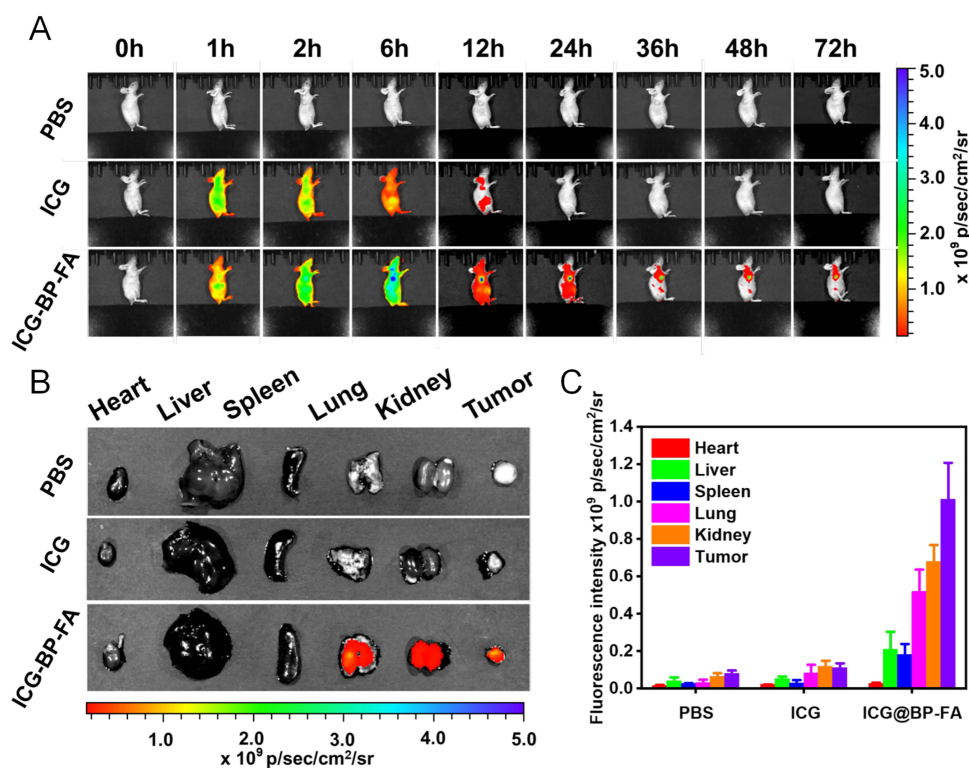 A
0h 1h 2h 6h 12h 24h 36h 48h 72h
PBS
ICG
ICG-BP-FA
5.0
4.0
3.0
2.0
1.0
x 10⁹ p/sec/cm²/sr
B
Heart Liver Spleen Lung Kidney Tumor
PBS
ICG
ICG-BP-FA
1.0 2.0 3.0 4.0 5.0
x 10⁹ p/sec/cm²/sr
C
Fluorescence intensity x10⁹ p/sec/cm²/sr
1.4
1.2
1.0
0.8
0.6
0.4
0.2
0.0
Heart
Liver
Spleen
Lung
Kidney
Tumor
PBS ICG ICG@BP-FA